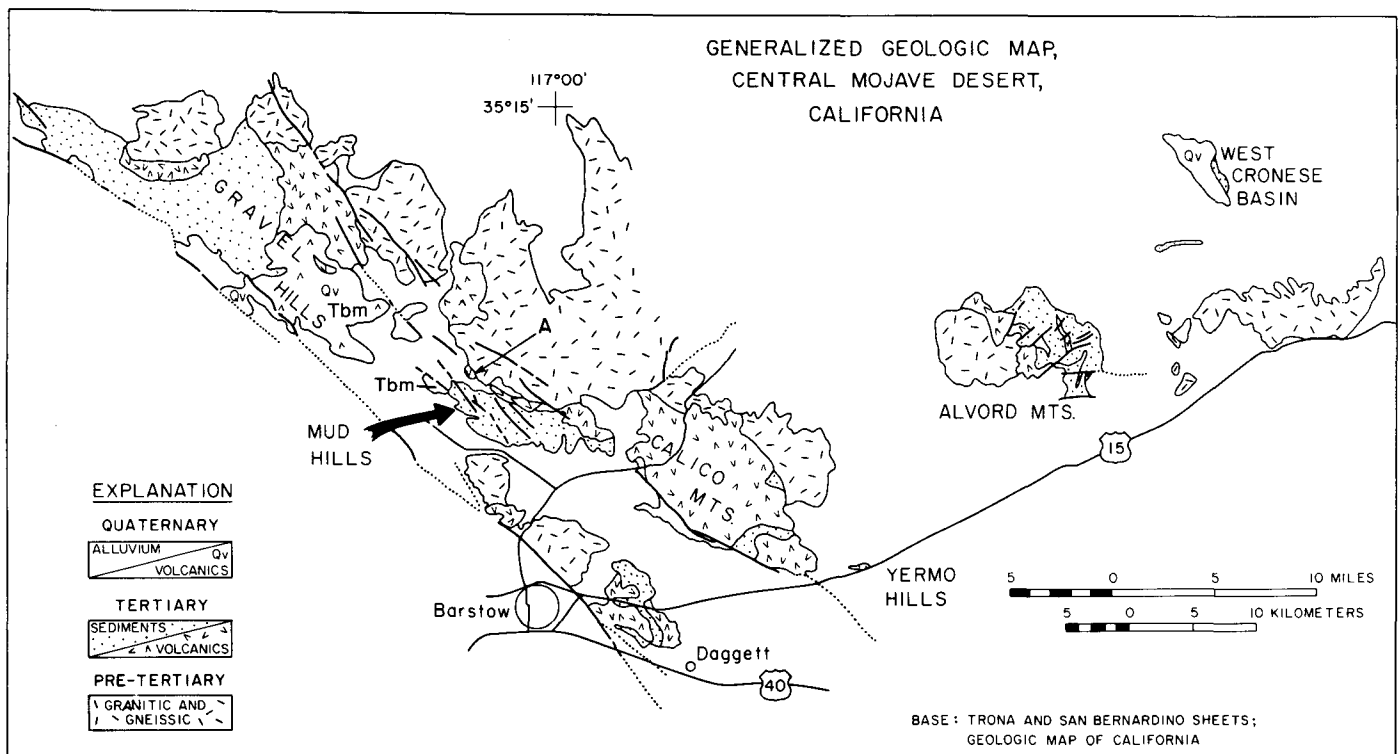 GENERALIZED GEOLOGIC MAP,
CENTRAL MOJAVE DESERT,
CALIFORNIA
117°00'
35°15'
Qv
WEST
CRONESE
BASIN
GRAVEL
HILLS
Qv
Qv
Tbm
A
Tbm
MUD
HILLS
ALVORD MTS.
CALICO
MTS.
15
EXPLANATION
QUATERNARY
ALLUVIUM
Qv
VOLCANICS
TERTIARY
SEDIMENTS
VOLCANICS
PRE-TERTIARY
GRANITIC AND
GNEISSIC
YERMO
HILLS
Barstow
Daggett
40
5 0 5 10 MILES
5 0 5 10 KILOMETERS
BASE: TRONA AND SAN BERNARDINO SHEETS;
GEOLOGIC MAP OF CALIFORNIA